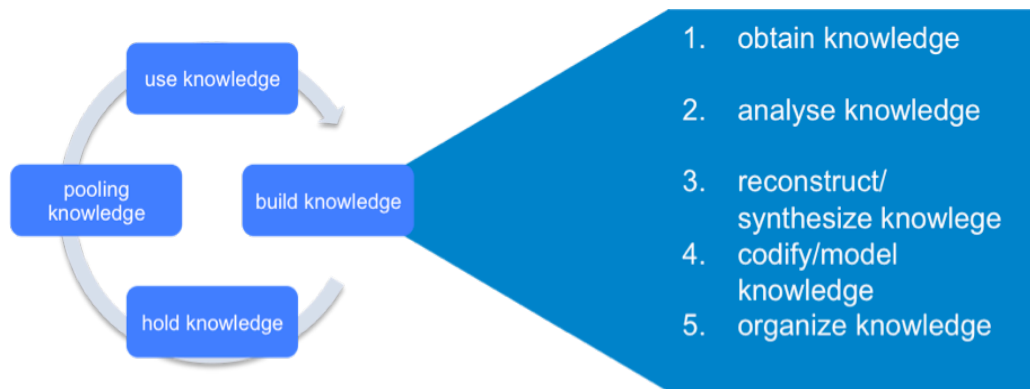 use knowledge
pooling
knowledge
build knowledge
hold knowledge
1. obtain knowledge
2. analyse knowledge
3. reconstruct/
synthesize knowlege
4. codify/model
knowledge
5. organize knowledge